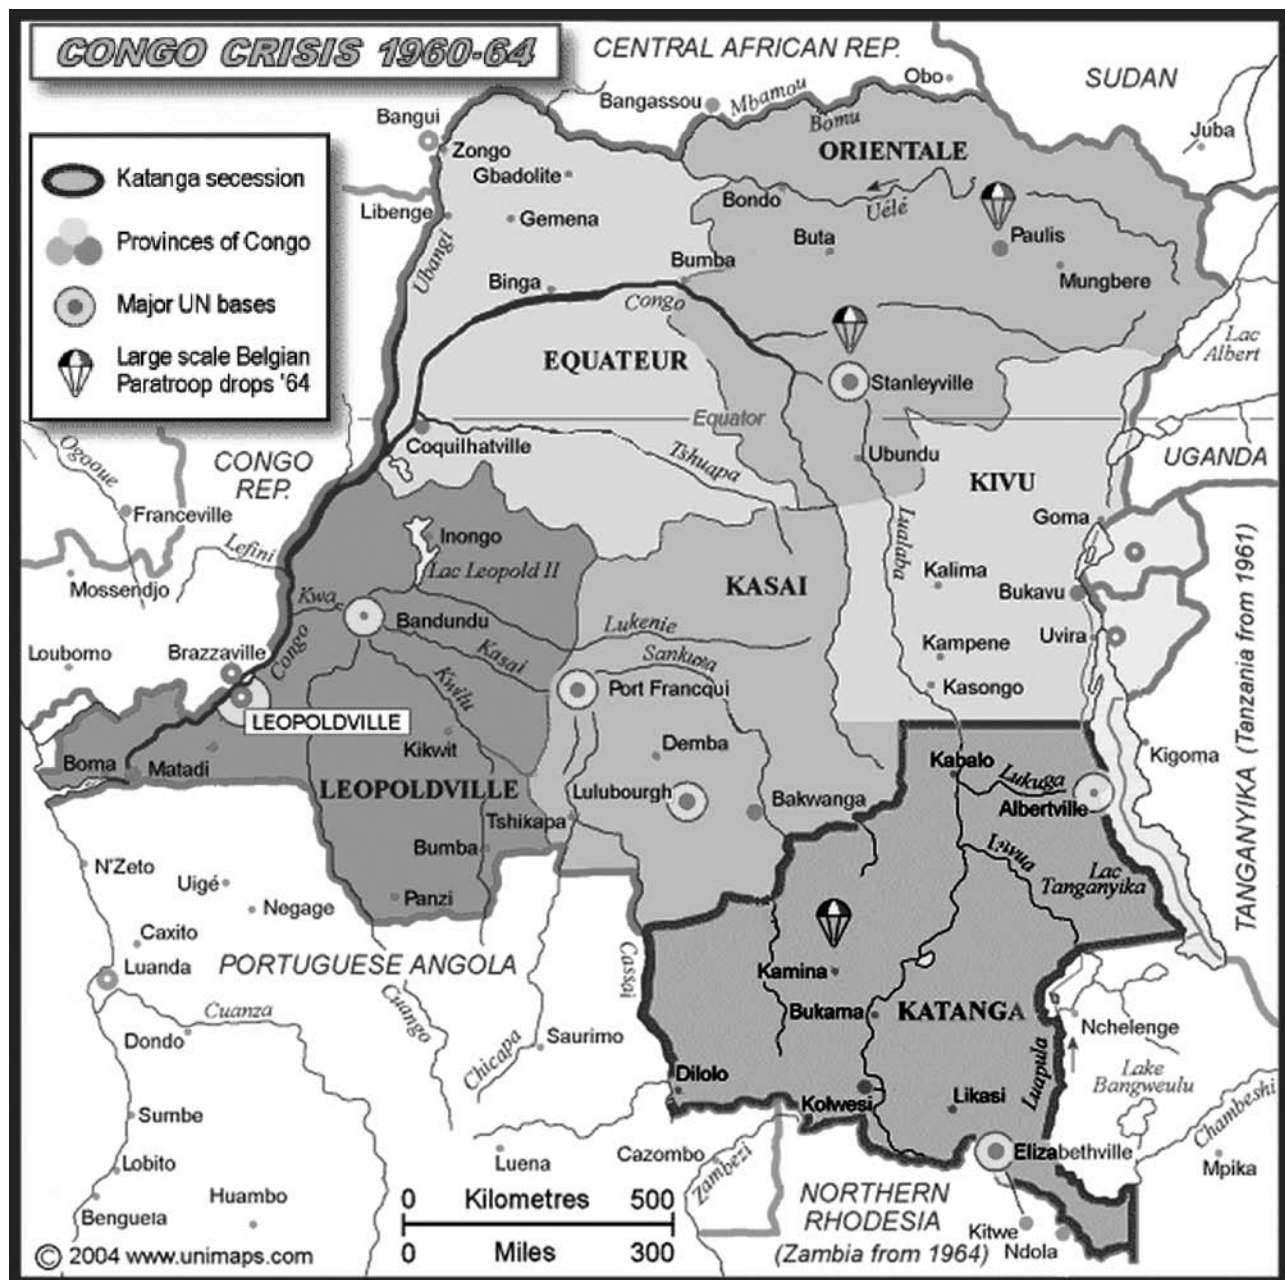 CONGO CRISIS 1960-64
CENTRAL AFRICAN REP.
SUDAN
Obo
Bangassou
Mbamou
Bomu
Juba
Bangui
Zongo
Gbadolite
ORIENTALE
Katanga secession
Provinces of Congo
Major UN bases
Large scale Belgian
Paratroop drops '64
Libenge
Gemena
Ubangi
Bondo
Uélé
Buta
Paulis
Mungbere
Bumba
Binga
Congo
Lac
Albert
EQUATEUR
Stanleyville
Equator
Coquilhatville
Tshuapa
Ubundu
UGANDA
CONGO
REP.
Ogooue
KIVU
Franceville
Goma
Inongo
Lefini
Lac Leopold II
Lualaba
KASAI
Kalima
Mossendjo
Bukavu
Kwa
Bandundu
Lukenie
Kampene
Uvira
Loubomo
Brazzaville
Congo
Kasai
Sankuwa
Kwilu
Port Francqui
Kasongo
LEOPOLDVILLE
TANGANYIKA (Tanzania from 1961)
Kikwit
Demba
Kabalo
Kigoma
Boma
Matadi
LEOPOLDVILLE
Lukuga
Albertville
Lulubourgh
Bakwanga
Tshikapa
Bumba
Lwua
Lac
Tanganyika
N'Zeto
Uigé
Negage
Panzi
Caxito
Luanda
PORTUGUESE ANGOLA
Cassai
Kamina
Bukama
KATANGA
Cuanza
Cuango
Dondo
Chicapa
Saurimo
Nchelenge
Lake
Bangweulu
Luapula
Dilolo
Kolwesi
Likasi
Chambeshi
Sumbe
Elizabethville
Lobito
Luena
Cazombo
Zambezi
Mpika
Huambo
Benguela
0 Kilometres 500
0 Miles 300
NORTHERN
RHODESIA
(Zambia from 1964)
Kitwe
Ndola
© 2004 www.unimaps.com